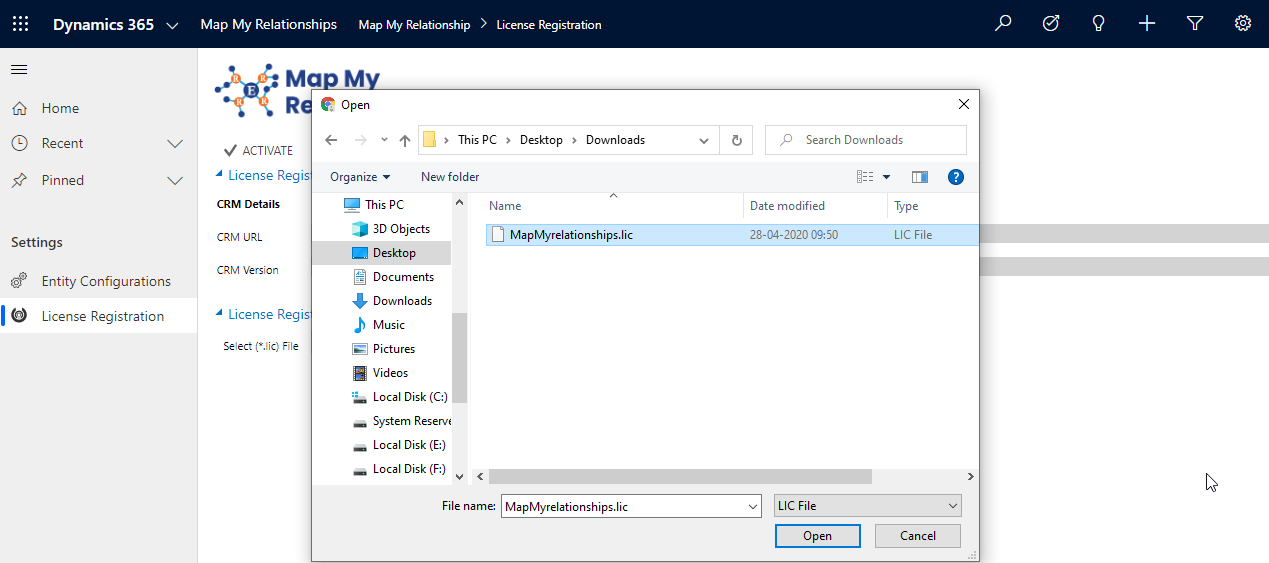 Dynamics 365 Map My Relationships Map My Relationship > License Registration
Home
Recent
Pinned
Settings
Entity Configurations
License Registration
Map My
Re
ACTIVATE
License Regist
CRM Details
CRM URL
CRM Version
License Regis
Select (*.lic) File
Open
This PC > Desktop > Downloads
Search Downloads
Organize New folder
This PC
3D Objects
Desktop
Documents
Downloads
Music
Pictures
Videos
Local Disk (C:)
System Reserve
Local Disk (E:)
Local Disk (F:)
Name Date modified Type
MapMyrelationships.lic 28-04-2020 09:50 LIC File
File name: MapMyrelationships.lic LIC File
Open Cancel